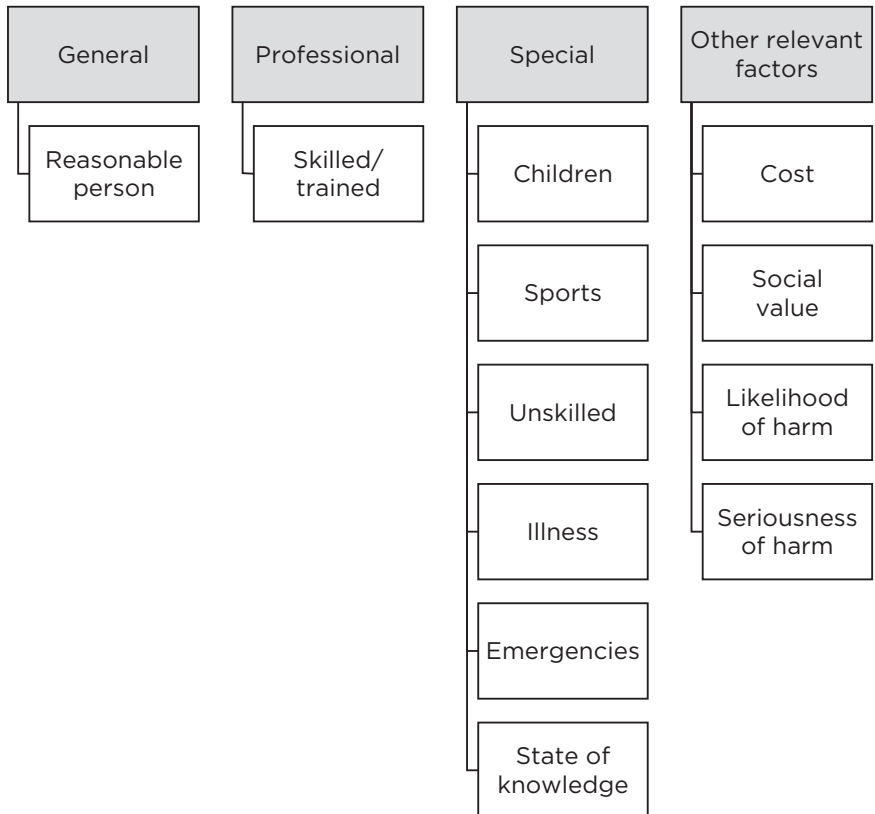 General
Reasonable
person
Professional
Skilled/
trained
Special
Children
Sports
Unskilled
Illness
Emergencies
State of
knowledge
Other relevant
factors
Cost
Social
value
Likelihood
of harm
Seriousness
of harm